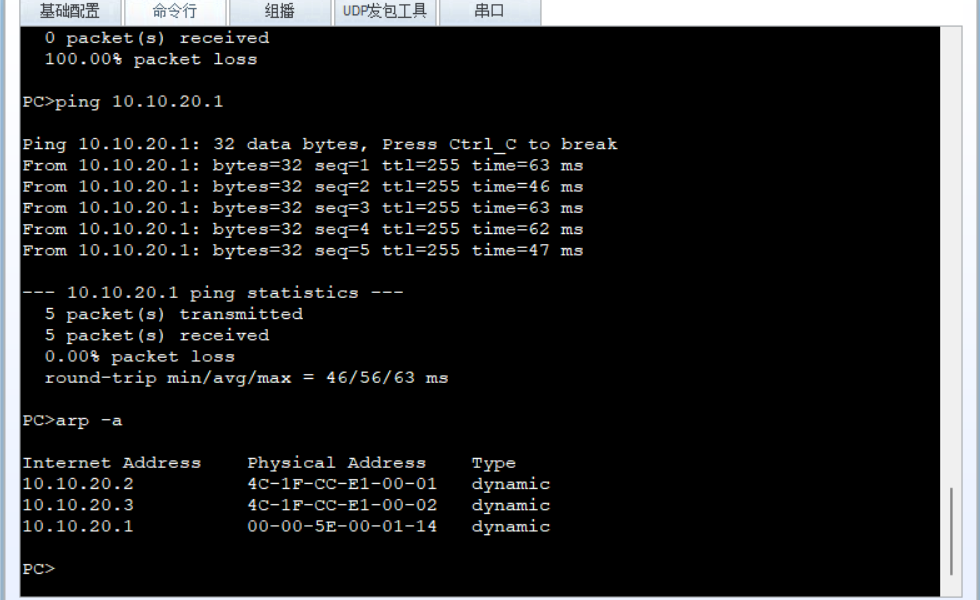 基础配置 命令行 组播 UDP发包工具 串口
0 packet(s) received
100.00% packet loss
PC>ping 10.10.20.1
Ping 10.10.20.1: 32 data bytes, Press Ctrl_C to break
From 10.10.20.1: bytes=32 seq=1 ttl=255 time=63 ms
From 10.10.20.1: bytes=32 seq=2 ttl=255 time=46 ms
From 10.10.20.1: bytes=32 seq=3 ttl=255 time=63 ms
From 10.10.20.1: bytes=32 seq=4 ttl=255 time=62 ms
From 10.10.20.1: bytes=32 seq=5 ttl=255 time=47 ms
--- 10.10.20.1 ping statistics ---
5 packet(s) transmitted
5 packet(s) received
0.00% packet loss
round-trip min/avg/max = 46/56/63 ms
PC>arp -a
Internet Address Physical Address Type
10.10.20.2 4C-1F-CC-E1-00-01 dynamic
10.10.20.3 4C-1F-CC-E1-00-02 dynamic
10.10.20.1 00-00-5E-00-01-14 dynamic
PC>